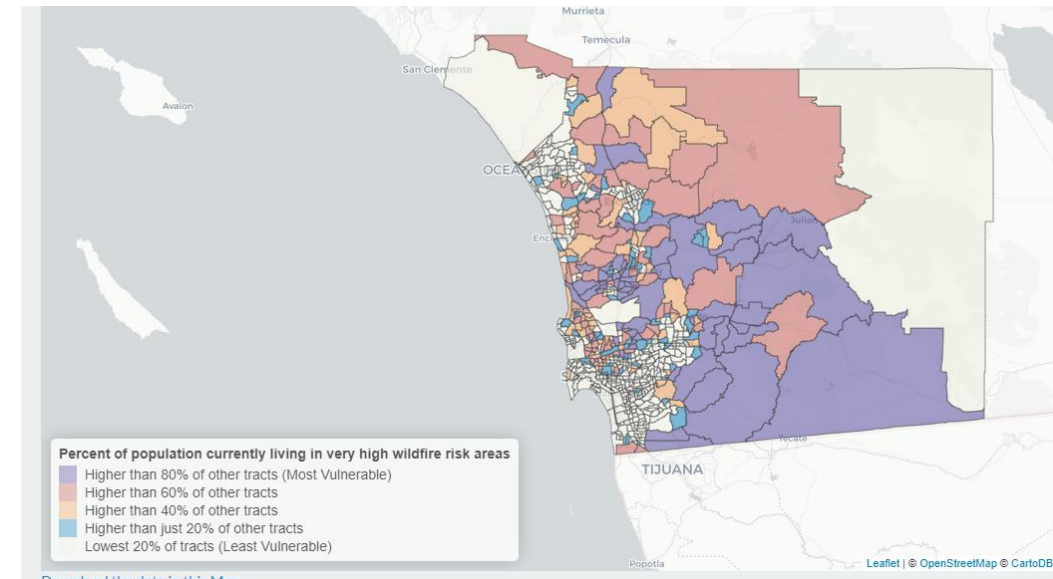 Murrieta
Temecula
San Clemente
Avalon
OCEA
Julian
Tecate
TIJUANA
Popotla
Percent of population currently living in very high wildfire risk areas
Higher than 80% of other tracts (Most Vulnerable)
Higher than 60% of other tracts
Higher than 40% of other tracts
Higher than just 20% of other tracts
Lowest 20% of tracts (Least Vulnerable)
Leaflet | © OpenStreetMap © CartoDB